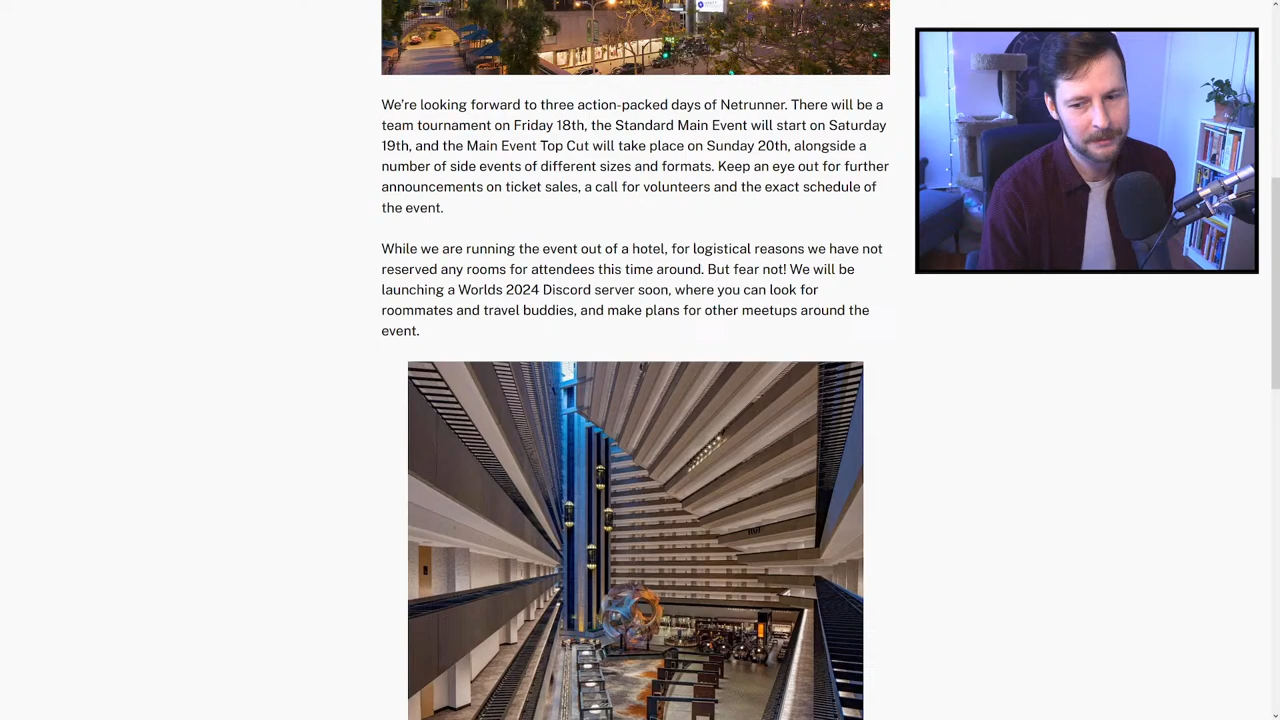 We're looking forward to three action-packed days of Netrunner. There will be a
team tournament on Friday 18th, the Standard Main Event will start on Saturday
19th, and the Main Event Top Cut will take place on Sunday 20th, alongside a
number of side events of different sizes and formats. Keep an eye out for further
announcements on ticket sales, a call for volunteers and the exact schedule of
the event.
While we are running the event out of a hotel, for logistical reasons we have not
reserved any rooms for attendees this time around. But fear not! We will be
launching a Worlds 2024 Discord server soon, where you can look for
roommates and travel buddies, and make plans for other meetups around the
event.